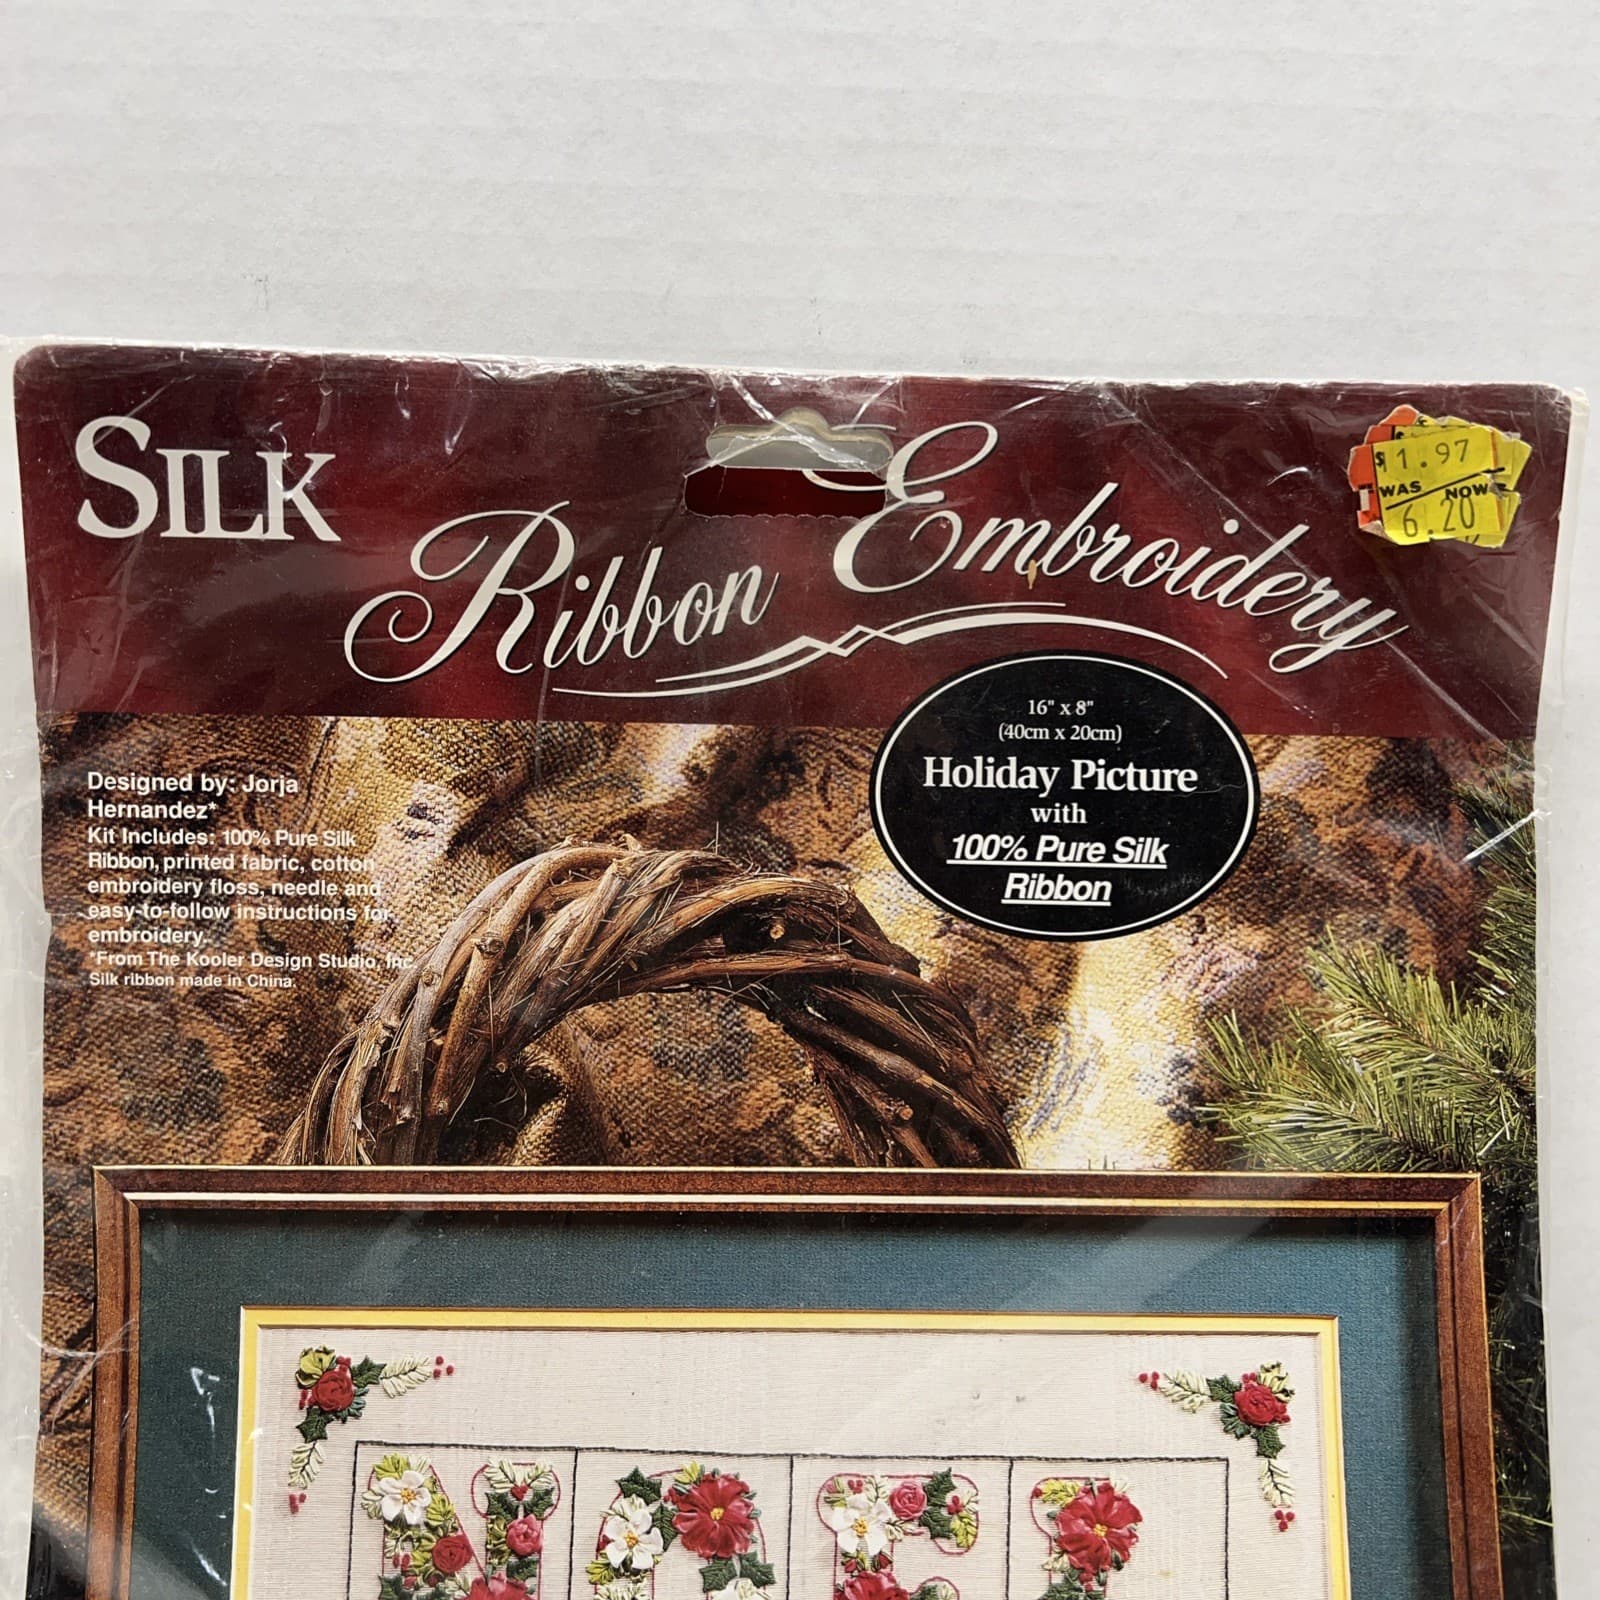 SILK
Ribbon Embroidery
$11.97
WAS NOW
6.20
16" x 8"
(40cm x 20cm)
Holiday Picture
with
100% Pure Silk
Ribbon
Designed by: Jorja
Hernandez*
Kit Includes: 100% Pure Silk
Ribbon, printed fabric, cotton
embroidery floss, needle and
easy-to-follow instructions for
embroidery.
*From The Kooler Design Studio, Inc.
Silk ribbon made in China.
NOEL